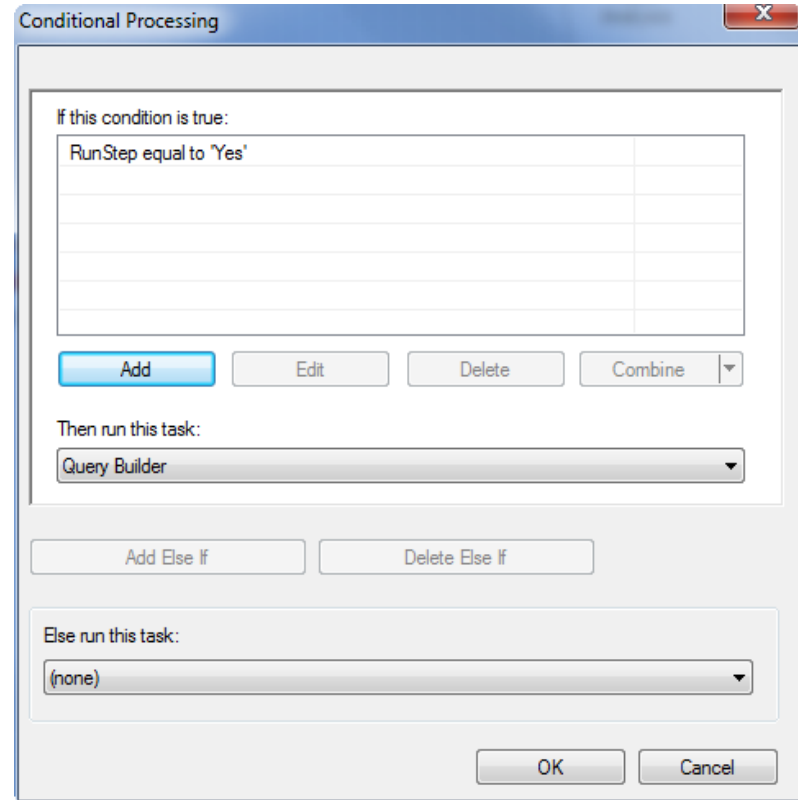 Conditional Processing
If this condition is true:
RunStep equal to 'Yes'
Add Edit Delete Combine
Then run this task:
Query Builder
Add Else If Delete Else If
Else run this task:
(none)
OK Cancel